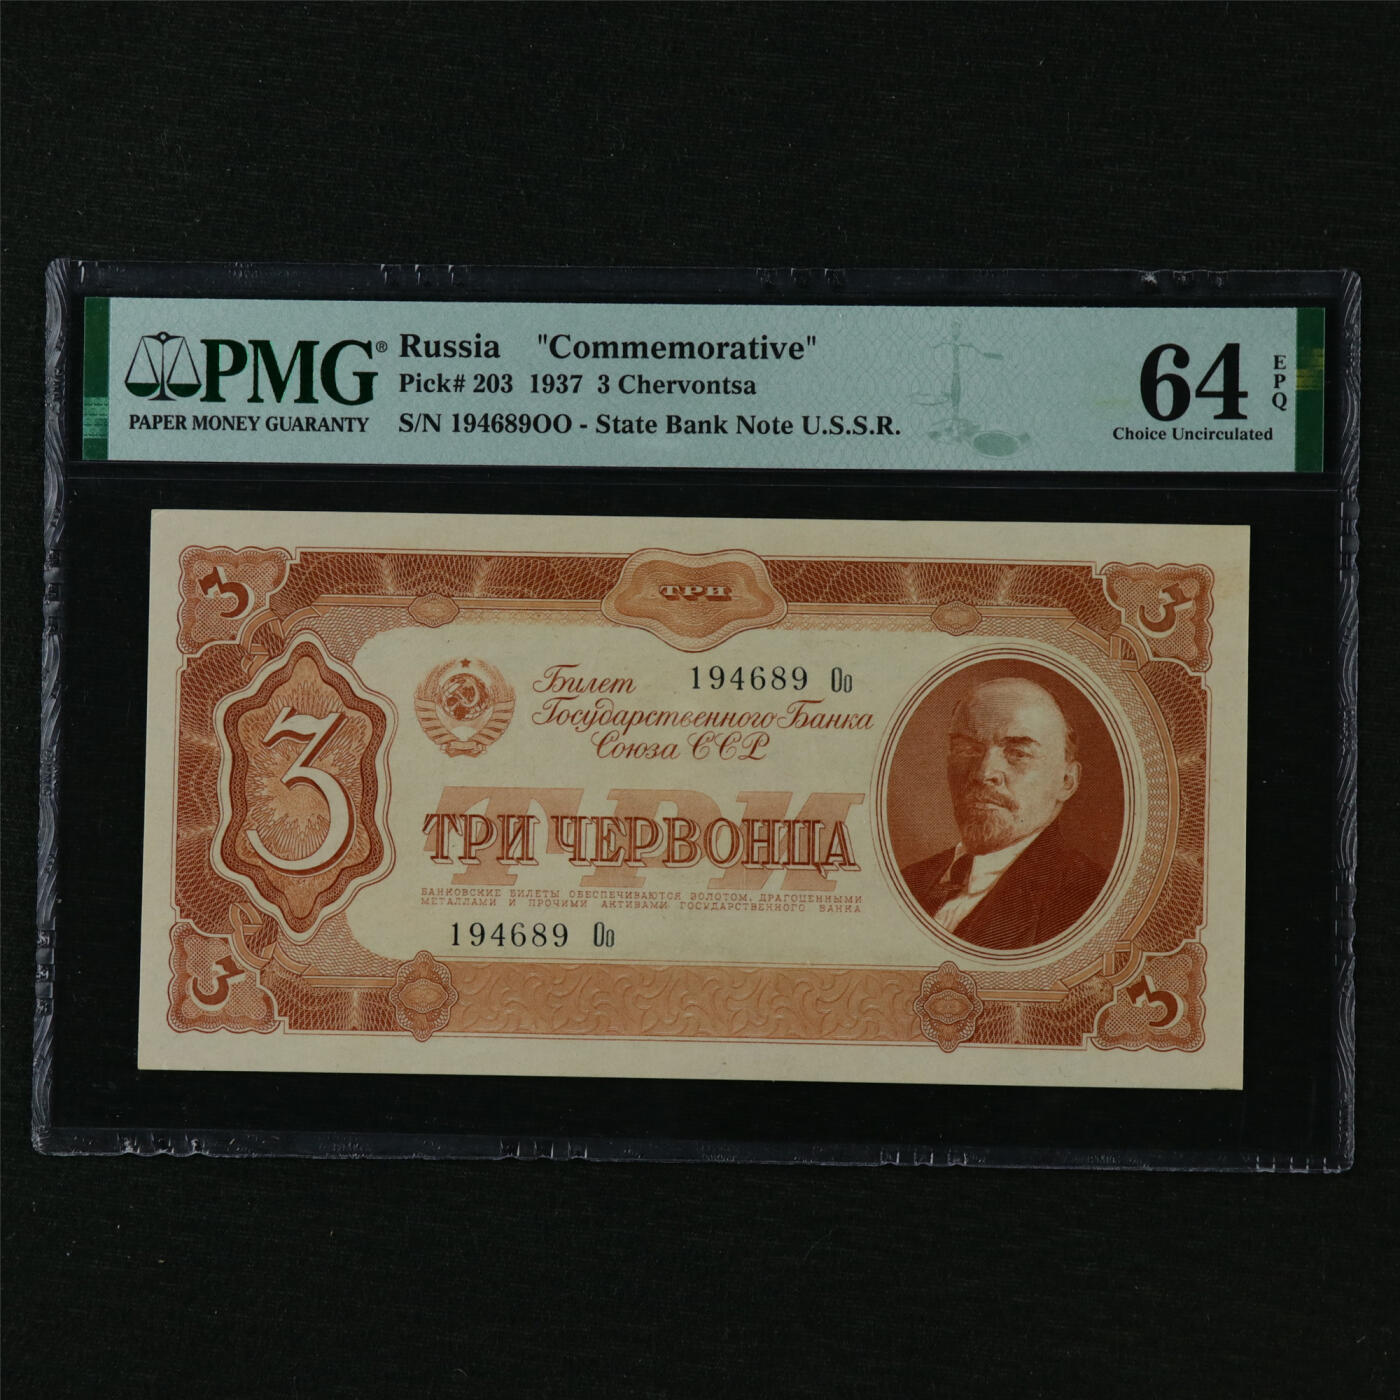 PMG®
PAPER MONEY GUARANTY
Russia "Commemorative"
Pick# 203 1937 3 Chervontsa
S/N 194689OO - State Bank Note U.S.S.R.
64
EPQ
Choice Uncirculated
3
ТРИ
3
Билет 194689 Оо
Государственного Банка
Союза ССР
3
ТРИ
ТРИ ЧЕРВОНЦА
БАНКОВСКИЕ БИЛЕТЫ ОБЕСПЕЧИВАЮТСЯ ЗОЛОТОМ, ДРАГОЦЕННЫМИ
МЕТАЛЛАМИ И ПРОЧИМИ АКТИВАМИ ГОСУДАРСТВЕННОГО БАНКА
194689 Оо
3
3